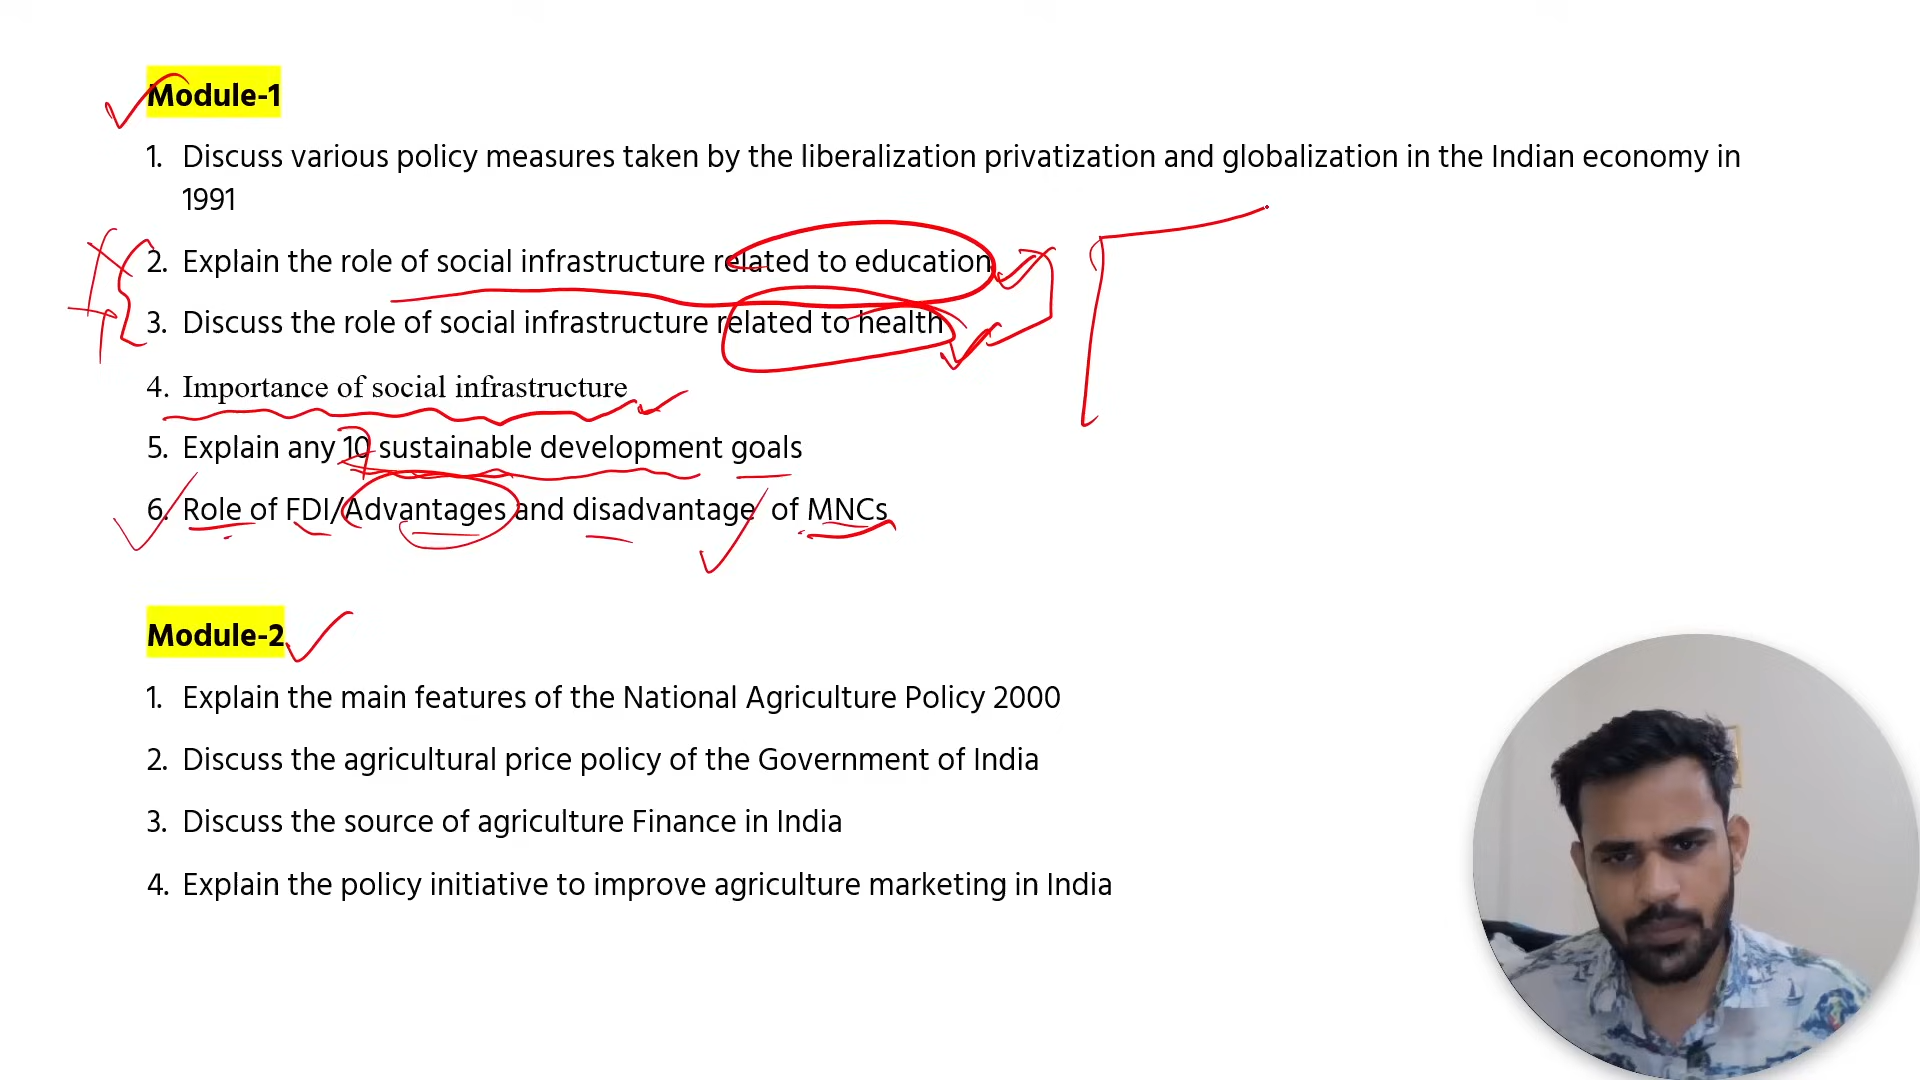 Module-1
1. Discuss various policy measures taken by the liberalization privatization and globalization in the Indian economy in
1991
2. Explain the role of social infrastructure related to education
3. Discuss the role of social infrastructure related to health
4. Importance of social infrastructure
5. Explain any 10 sustainable development goals
6. Role of FDI/Advantages and disadvantage of MNCs
Module-2
1. Explain the main features of the National Agriculture Policy 2000
2. Discuss the agricultural price policy of the Government of India
3. Discuss the source of agriculture Finance in India
4. Explain the policy initiative to improve agriculture marketing in India